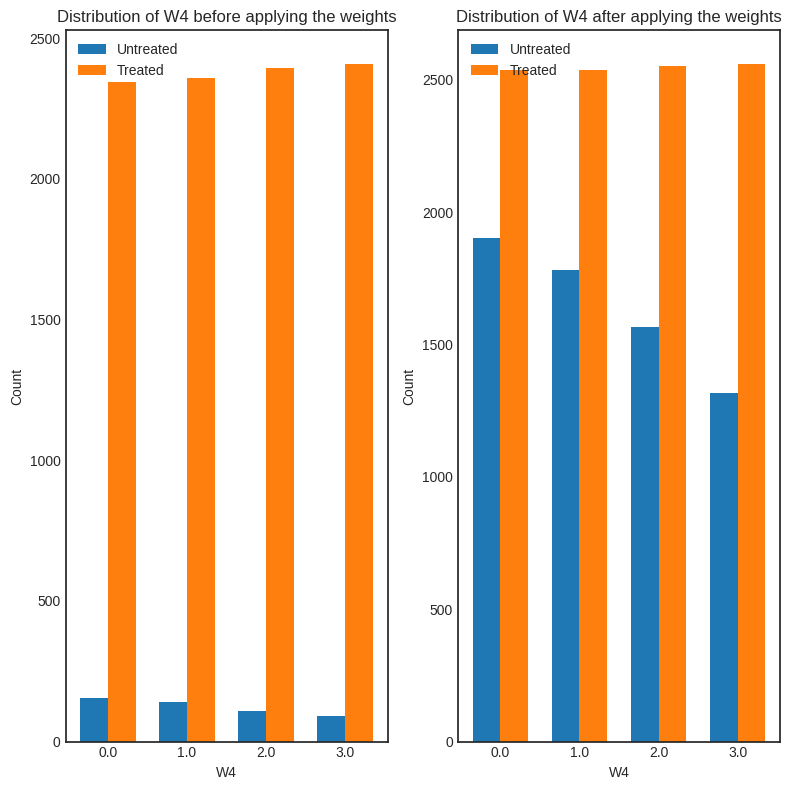 Distribution of W4 before applying the weights
Untreated
Treated
2500
2000
1500
1000
500
0
Count
0.0 1.0 2.0 3.0
W4
Distribution of W4 after applying the weights
Untreated
Treated
2500
2000
1500
1000
500
0
Count
0.0 1.0 2.0 3.0
W4